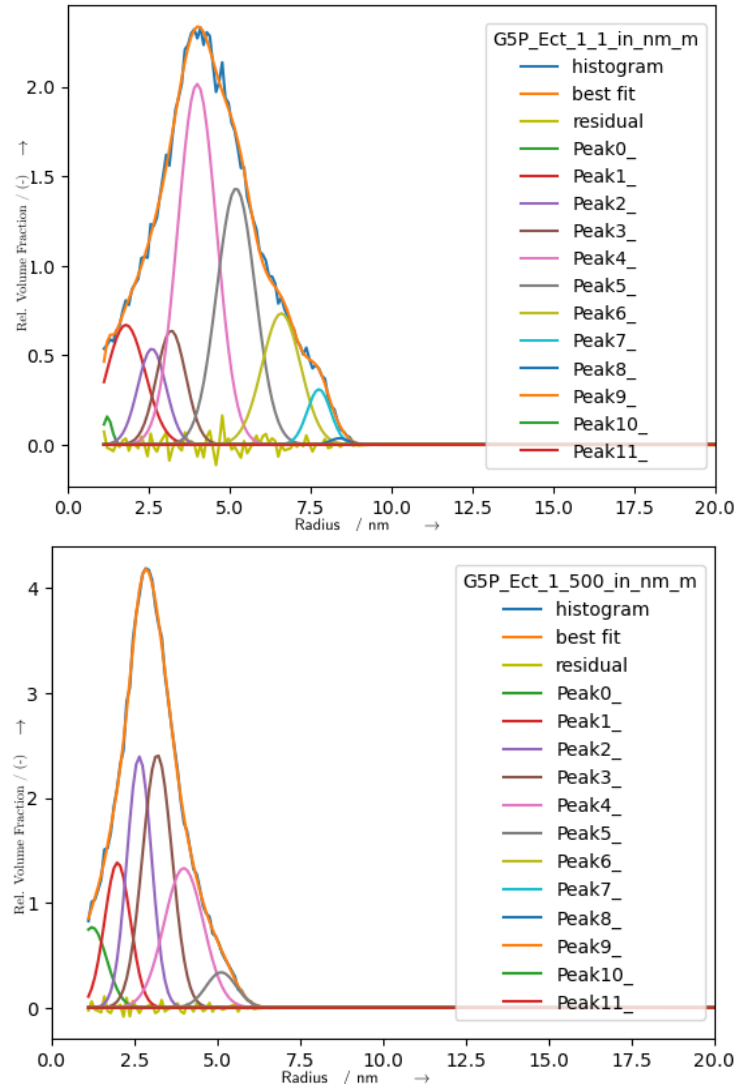 G5P_Ect_1_1_in_nm_m
histogram
best fit
residual
Peak0_
Peak1_
Peak2_
Peak3_
Peak4_
Peak5_
Peak6_
Peak7_
Peak8_
Peak9_
Peak10_
Peak11_
Rel. Volume Fraction / (-) →
2.0
1.5
1.0
0.5
0.0
0.0 2.5 5.0 7.5 10.0 12.5 15.0 17.5 20.0
Radius / nm →
G5P_Ect_1_500_in_nm_m
histogram
best fit
residual
Peak0_
Peak1_
Peak2_
Peak3_
Peak4_
Peak5_
Peak6_
Peak7_
Peak8_
Peak9_
Peak10_
Peak11_
Rel. Volume Fraction / (-) →
4
3
2
1
0
0.0 2.5 5.0 7.5 10.0 12.5 15.0 17.5 20.0
Radius / nm →